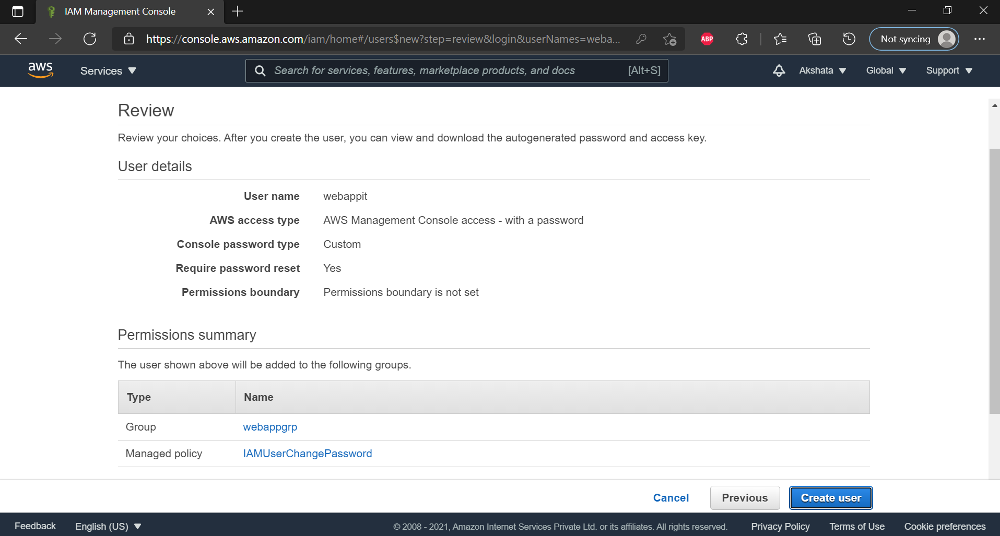 IAM Management Console
https://console.aws.amazon.com/iam/home#/users$new?step=review&login&userNames=weba...
ABP
Not syncing
aws
Services
Search for services, features, marketplace products, and docs [Alt+S]
Akshata
Global
Support
Review
Review your choices. After you create the user, you can view and download the autogenerated password and access key.
User details
User name webappit
AWS access type AWS Management Console access - with a password
Console password type Custom
Require password reset Yes
Permissions boundary Permissions boundary is not set
Permissions summary
The user shown above will be added to the following groups.
Type Name
Group webappgrp
Managed policy IAMUserChangePassword
Cancel Previous Create user
Feedback English (US) © 2008 - 2021, Amazon Internet Services Private Ltd. or its affiliates. All rights reserved. Privacy Policy Terms of Use Cookie preferences